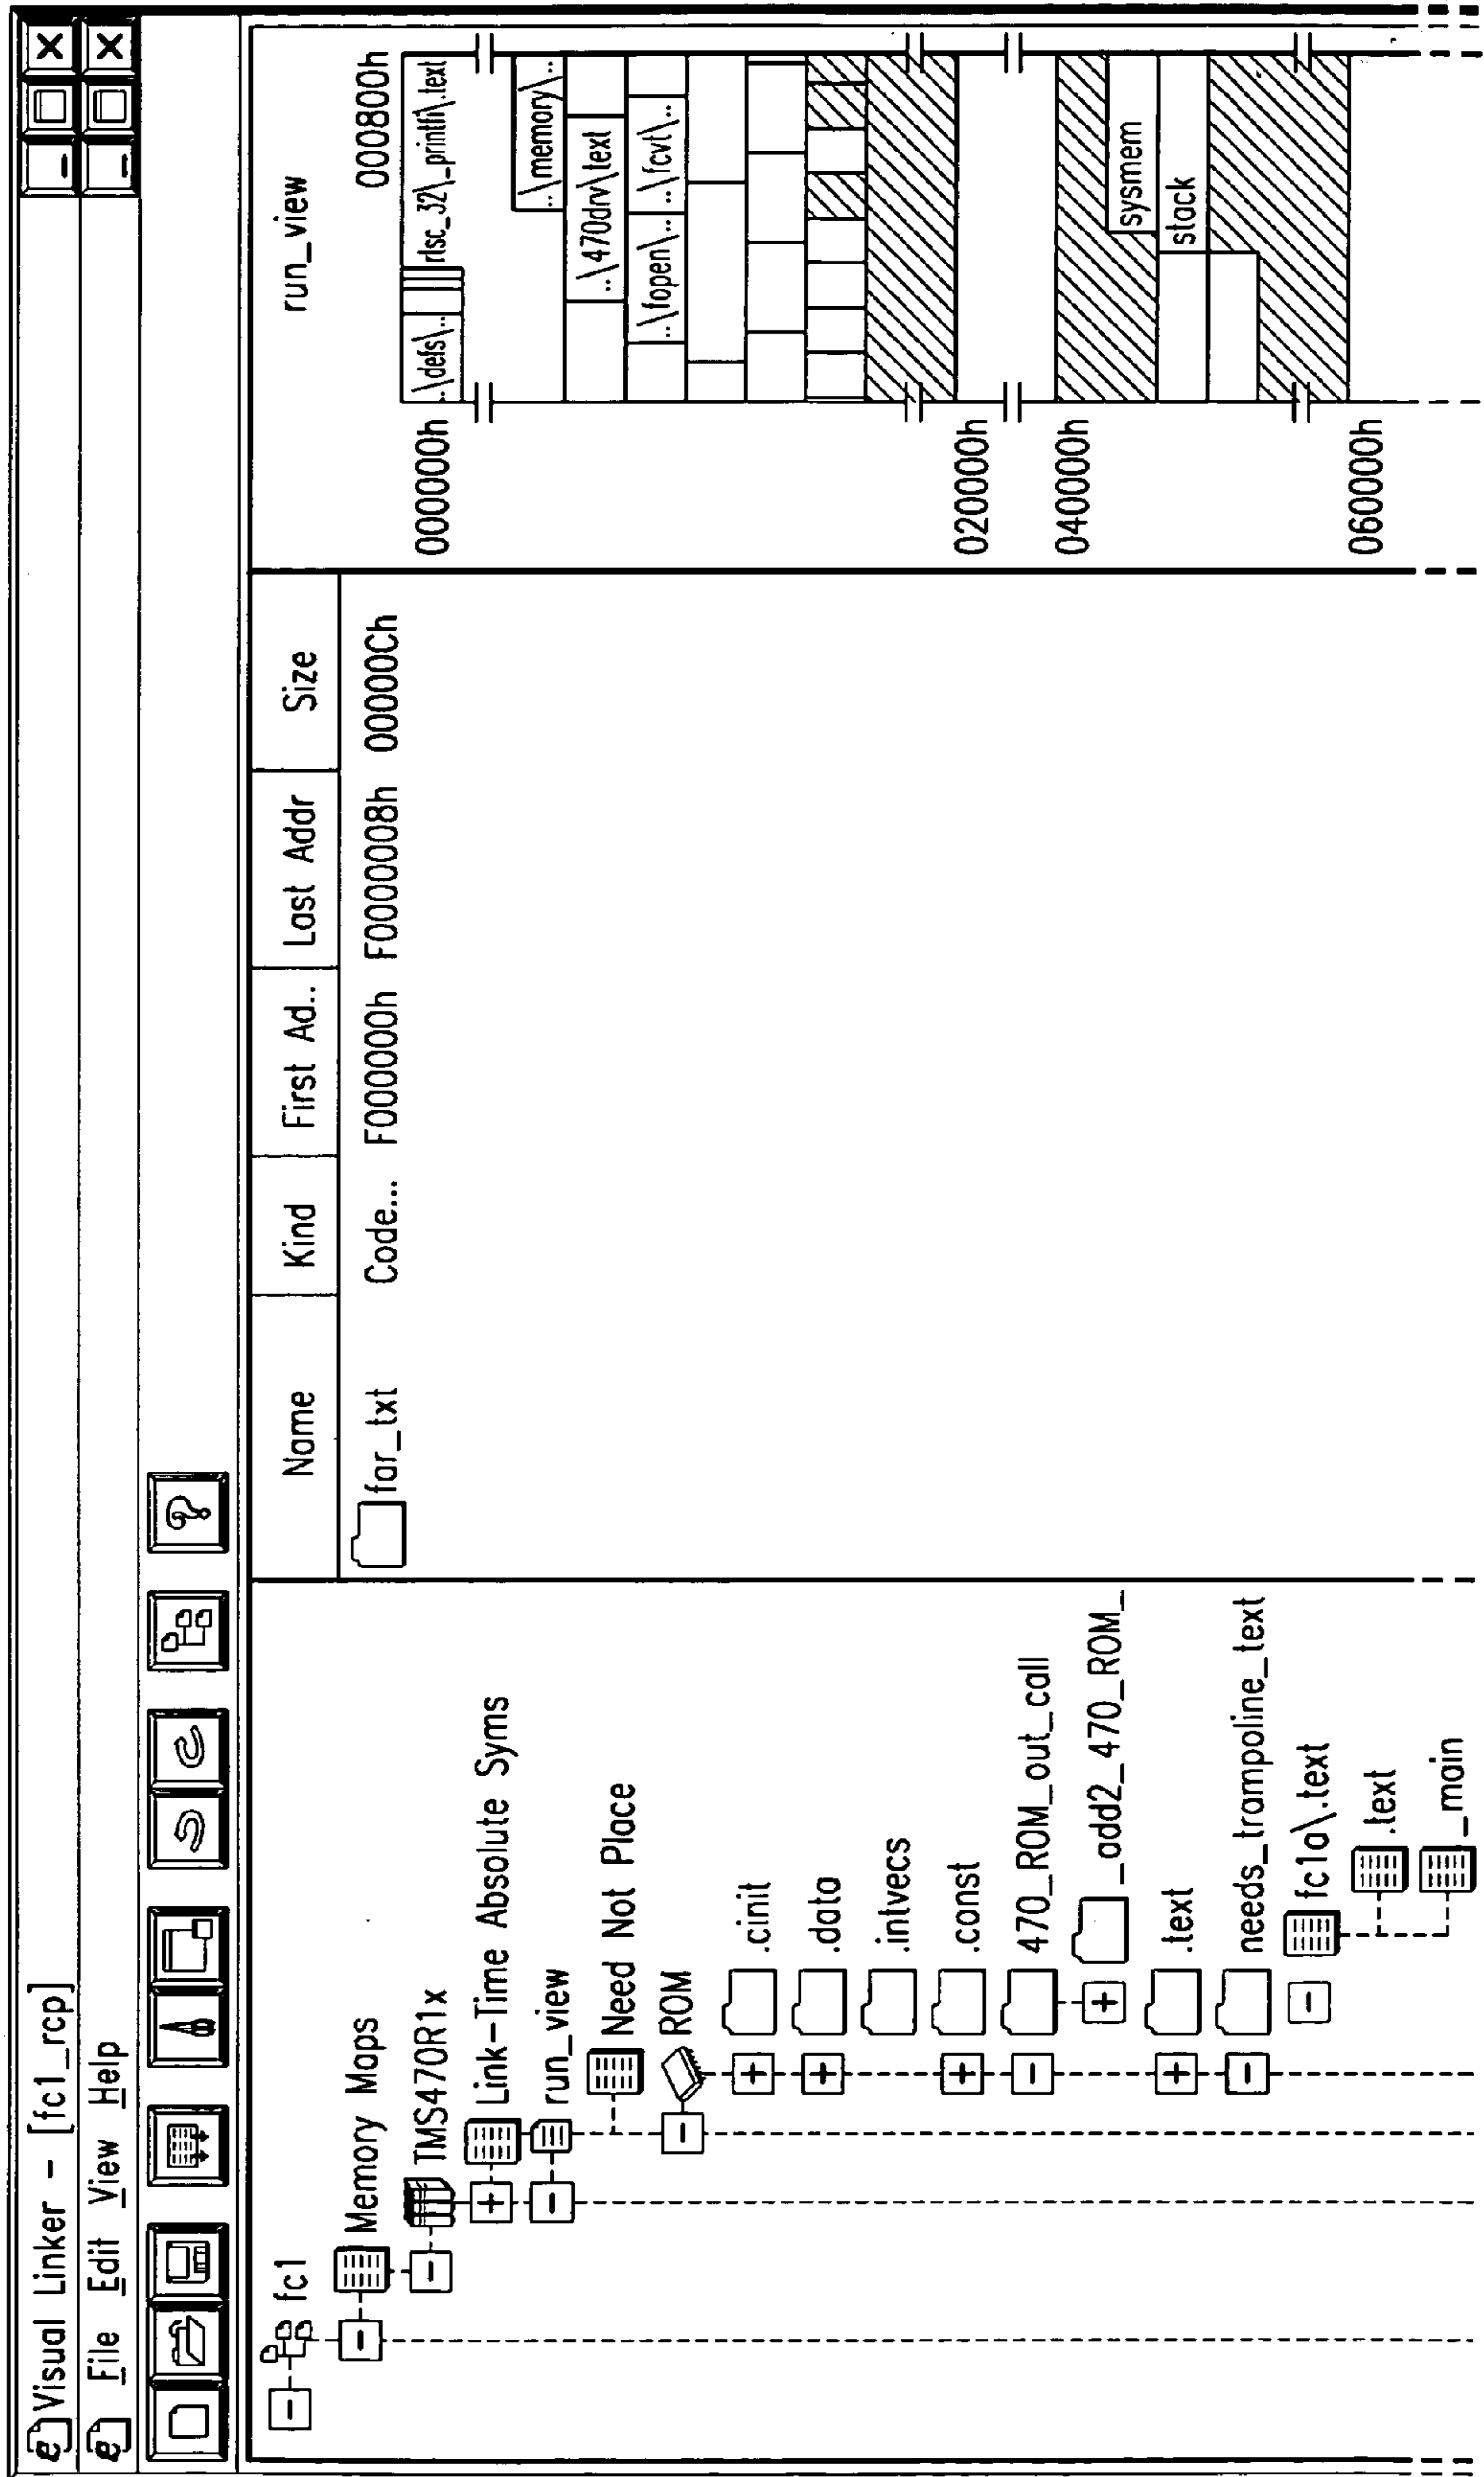 Visual Linker - [fc1_rcp]
File Edit View Help
fc1
Memory Maps
TMS470R1x
Link-Time Absolute Syms
run_view
Need Not Place
ROM
.cinit
.data
.intvecs
.const
470_ROM_out_call
_add2_470_ROM_
.text
needs_trampoline_text
fc1a\.text
.text
_main
Name Kind First Ad.. Last Addr Size
far_txt Code... F000000h F000008h 00000Ch
run_view
000000h 000800h
..\defs\.. rtsc_32\_printfi\.text
..\memory\..
..\470drv\text
..\fopen\.. ..\fcvt\..
020000h
040000h
sysmem
stack
060000h